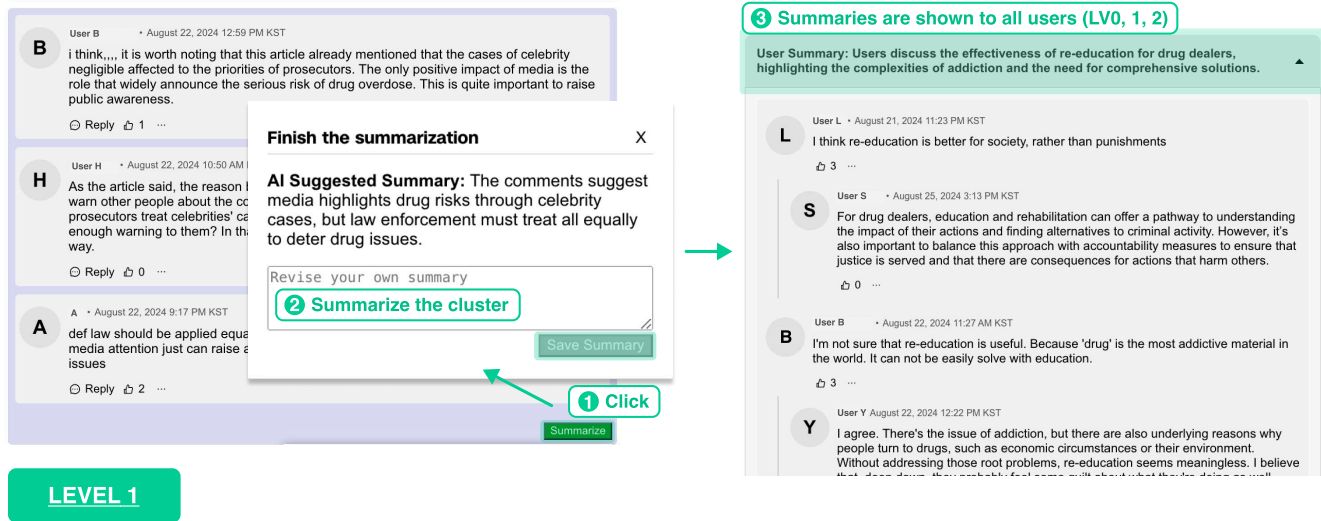 B
User B • August 22, 2024 12:59 PM KST
i think,,,, it is worth noting that this article already mentioned that the cases of celebrity
negligible affected to the priorities of prosecutors. The only positive impact of media is the
role that widely announce the serious risk of drug overdose. This is quite important to raise
public awareness.
Reply 1 ...
H
User H • August 22, 2024 10:50 AM
As the article said, the reason
warn other people about the
prosecutors treat celebrities'
enough warning to them? In
way.
Reply 0 ...
A
A • August 22, 2024 9:17 PM KST
def law should be applied
media attention just can raise
issues
Reply 2 ...
Summarize
Finish the summarization X
AI Suggested Summary: The comments suggest
media highlights drug risks through celebrity
cases, but law enforcement must treat all equally
to deter drug issues.
Revise your own summary
2 Summarize the cluster
Save Summary
1 Click
LEVEL 1
3 Summaries are shown to all users (LV0, 1, 2)
User Summary: Users discuss the effectiveness of re-education for drug dealers,
highlighting the complexities of addiction and the need for comprehensive solutions.
L
User L • August 21, 2024 11:23 PM KST
I think re-education is better for society, rather than punishments
3 ...
S
User S • August 25, 2024 3:13 PM KST
For drug dealers, education and rehabilitation can offer a pathway to understanding
the impact of their actions and finding alternatives to criminal activity. However, it's
also important to balance this approach with accountability measures to ensure that
justice is served and that there are consequences for actions that harm others.
0 ...
B
User B • August 22, 2024 11:27 AM KST
I'm not sure that re-education is useful. Because 'drug' is the most addictive material in
the world. It can not be easily solve with education.
3 ...
Y
User Y August 22, 2024 12:22 PM KST
I agree. There's the issue of addiction, but there are also underlying reasons why
people turn to drugs, such as economic circumstances or their environment.
Without addressing those root problems, re-education seems meaningless. I believe